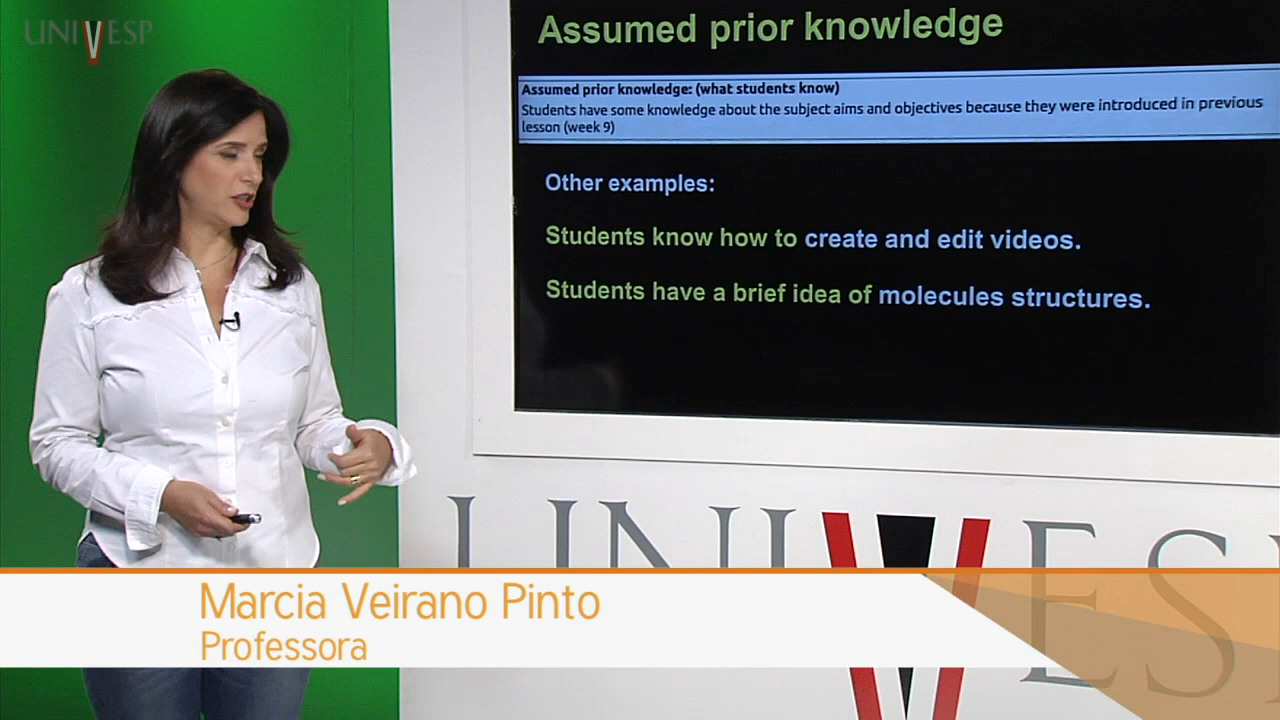 UNIVESP
Assumed prior knowledge
Assumed prior knowledge: (what students know)
Students have some knowledge about the subject aims and objectives because they were introduced in previous
lesson (week 9)
Other examples:
Students know how to create and edit videos.
Students have a brief idea of molecules structures.
UNIVESP
Marcia Veirano Pinto
Professora